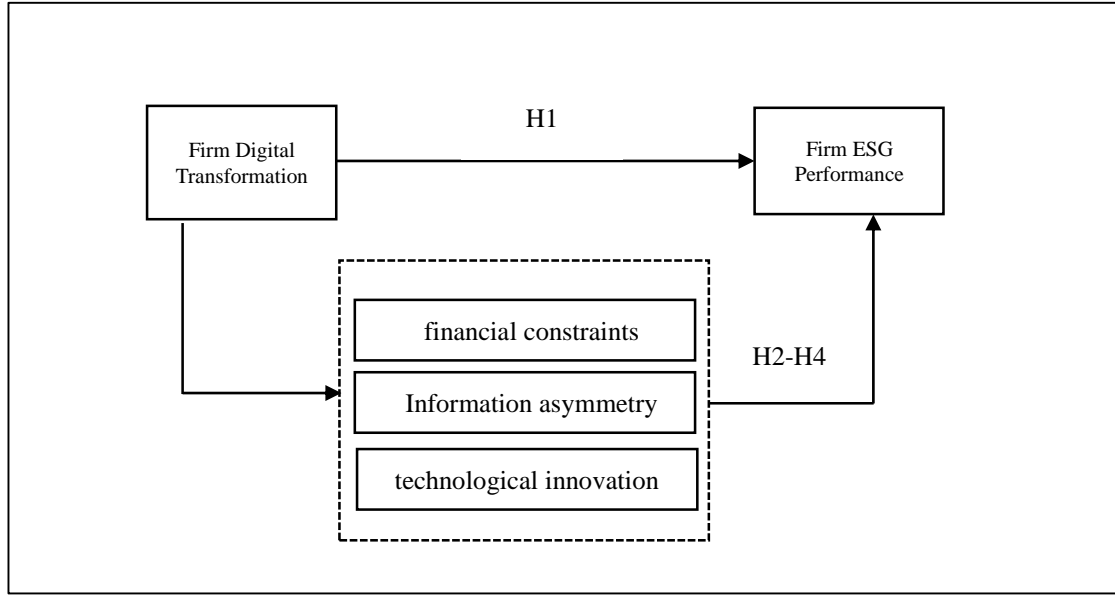 H1
Firm Digital
Transformation
Firm ESG
Performance
financial constraints
Information asymmetry
technological innovation
H2-H4